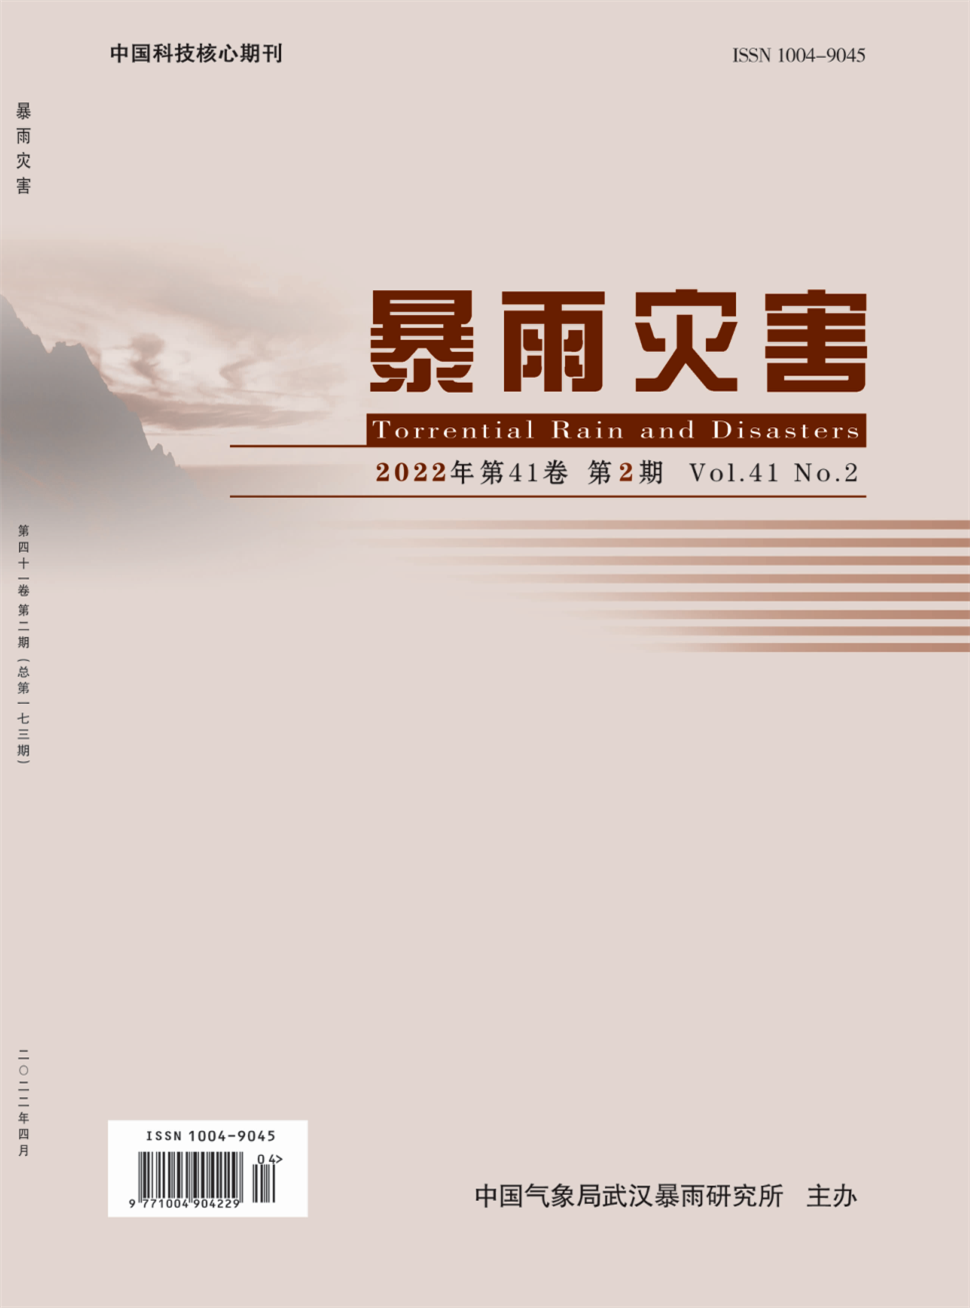 中国科技核心期刊
ISSN 1004-9045
暴雨灾害
暴雨灾害
Torrential Rain and Disasters
2022年第41卷 第2期 Vol.41 No.2
第四十一卷 第二期(总第一七三期)
二〇二二年四月
ISSN 1004-9045
04>
9 771004 904229
中国气象局武汉暴雨研究所 主办